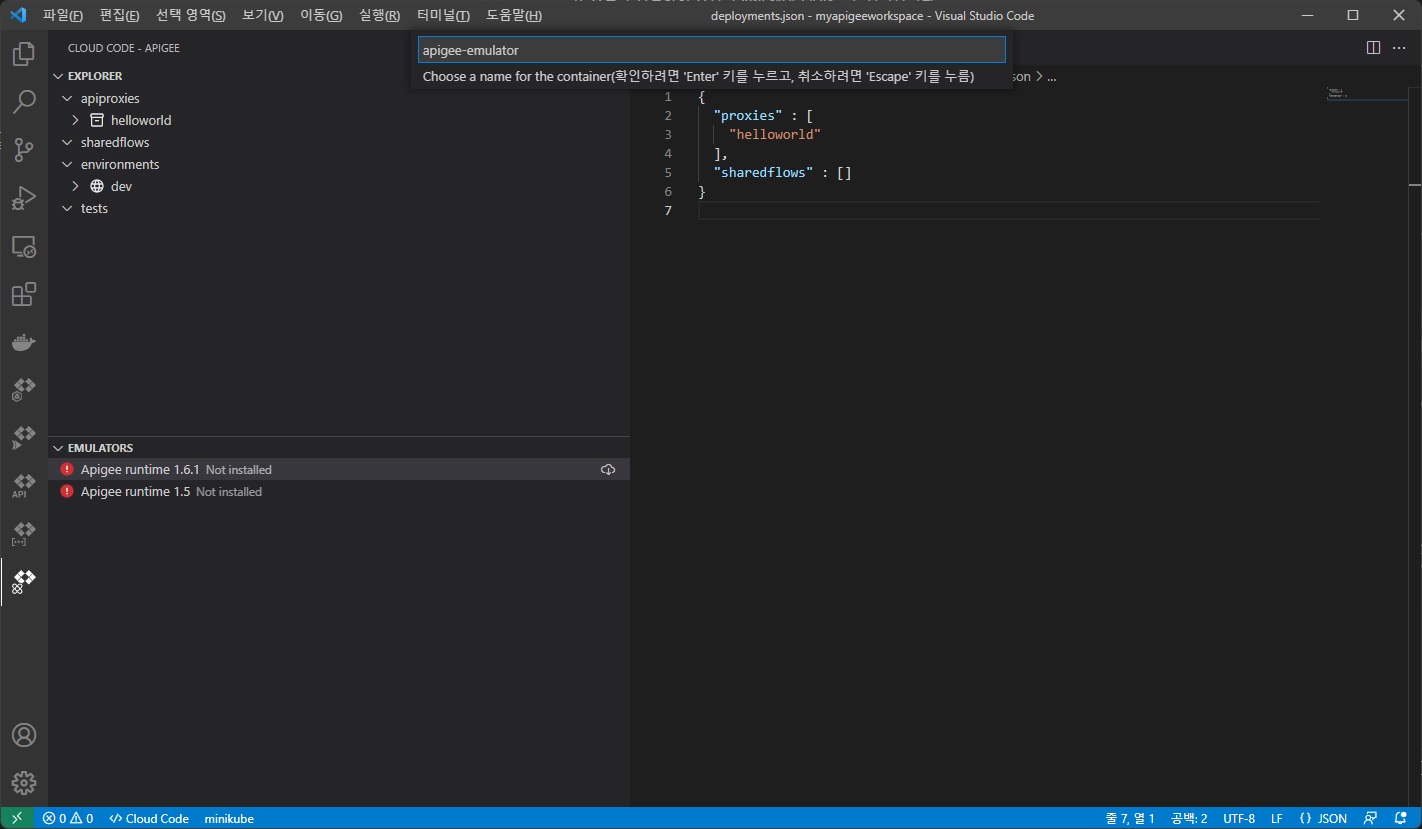 파일(F) 편집(E) 선택 영역(S) 보기(V) 이동(G) 실행(R) 터미널(T) 도움말(H) deployments.json - myapigeeworkspace - Visual Studio Code
CLOUD CODE - APIGEE
apigee-emulator
Choose a name for the container(확인하려면 'Enter' 키를 누르고, 취소하려면 'Escape' 키를 누름)
son > ...
EXPLORER
apiproxies
helloworld
sharedflows
environments
dev
tests
1 {
2 "proxies" : [
3 "helloworld"
4 ],
5 "sharedflows" : []
6 }
7
EMULATORS
Apigee runtime 1.6.1 Not installed
Apigee runtime 1.5 Not installed
API
0 0 Cloud Code minikube 줄 7, 열 1 공백: 2 UTF-8 LF {} JSON